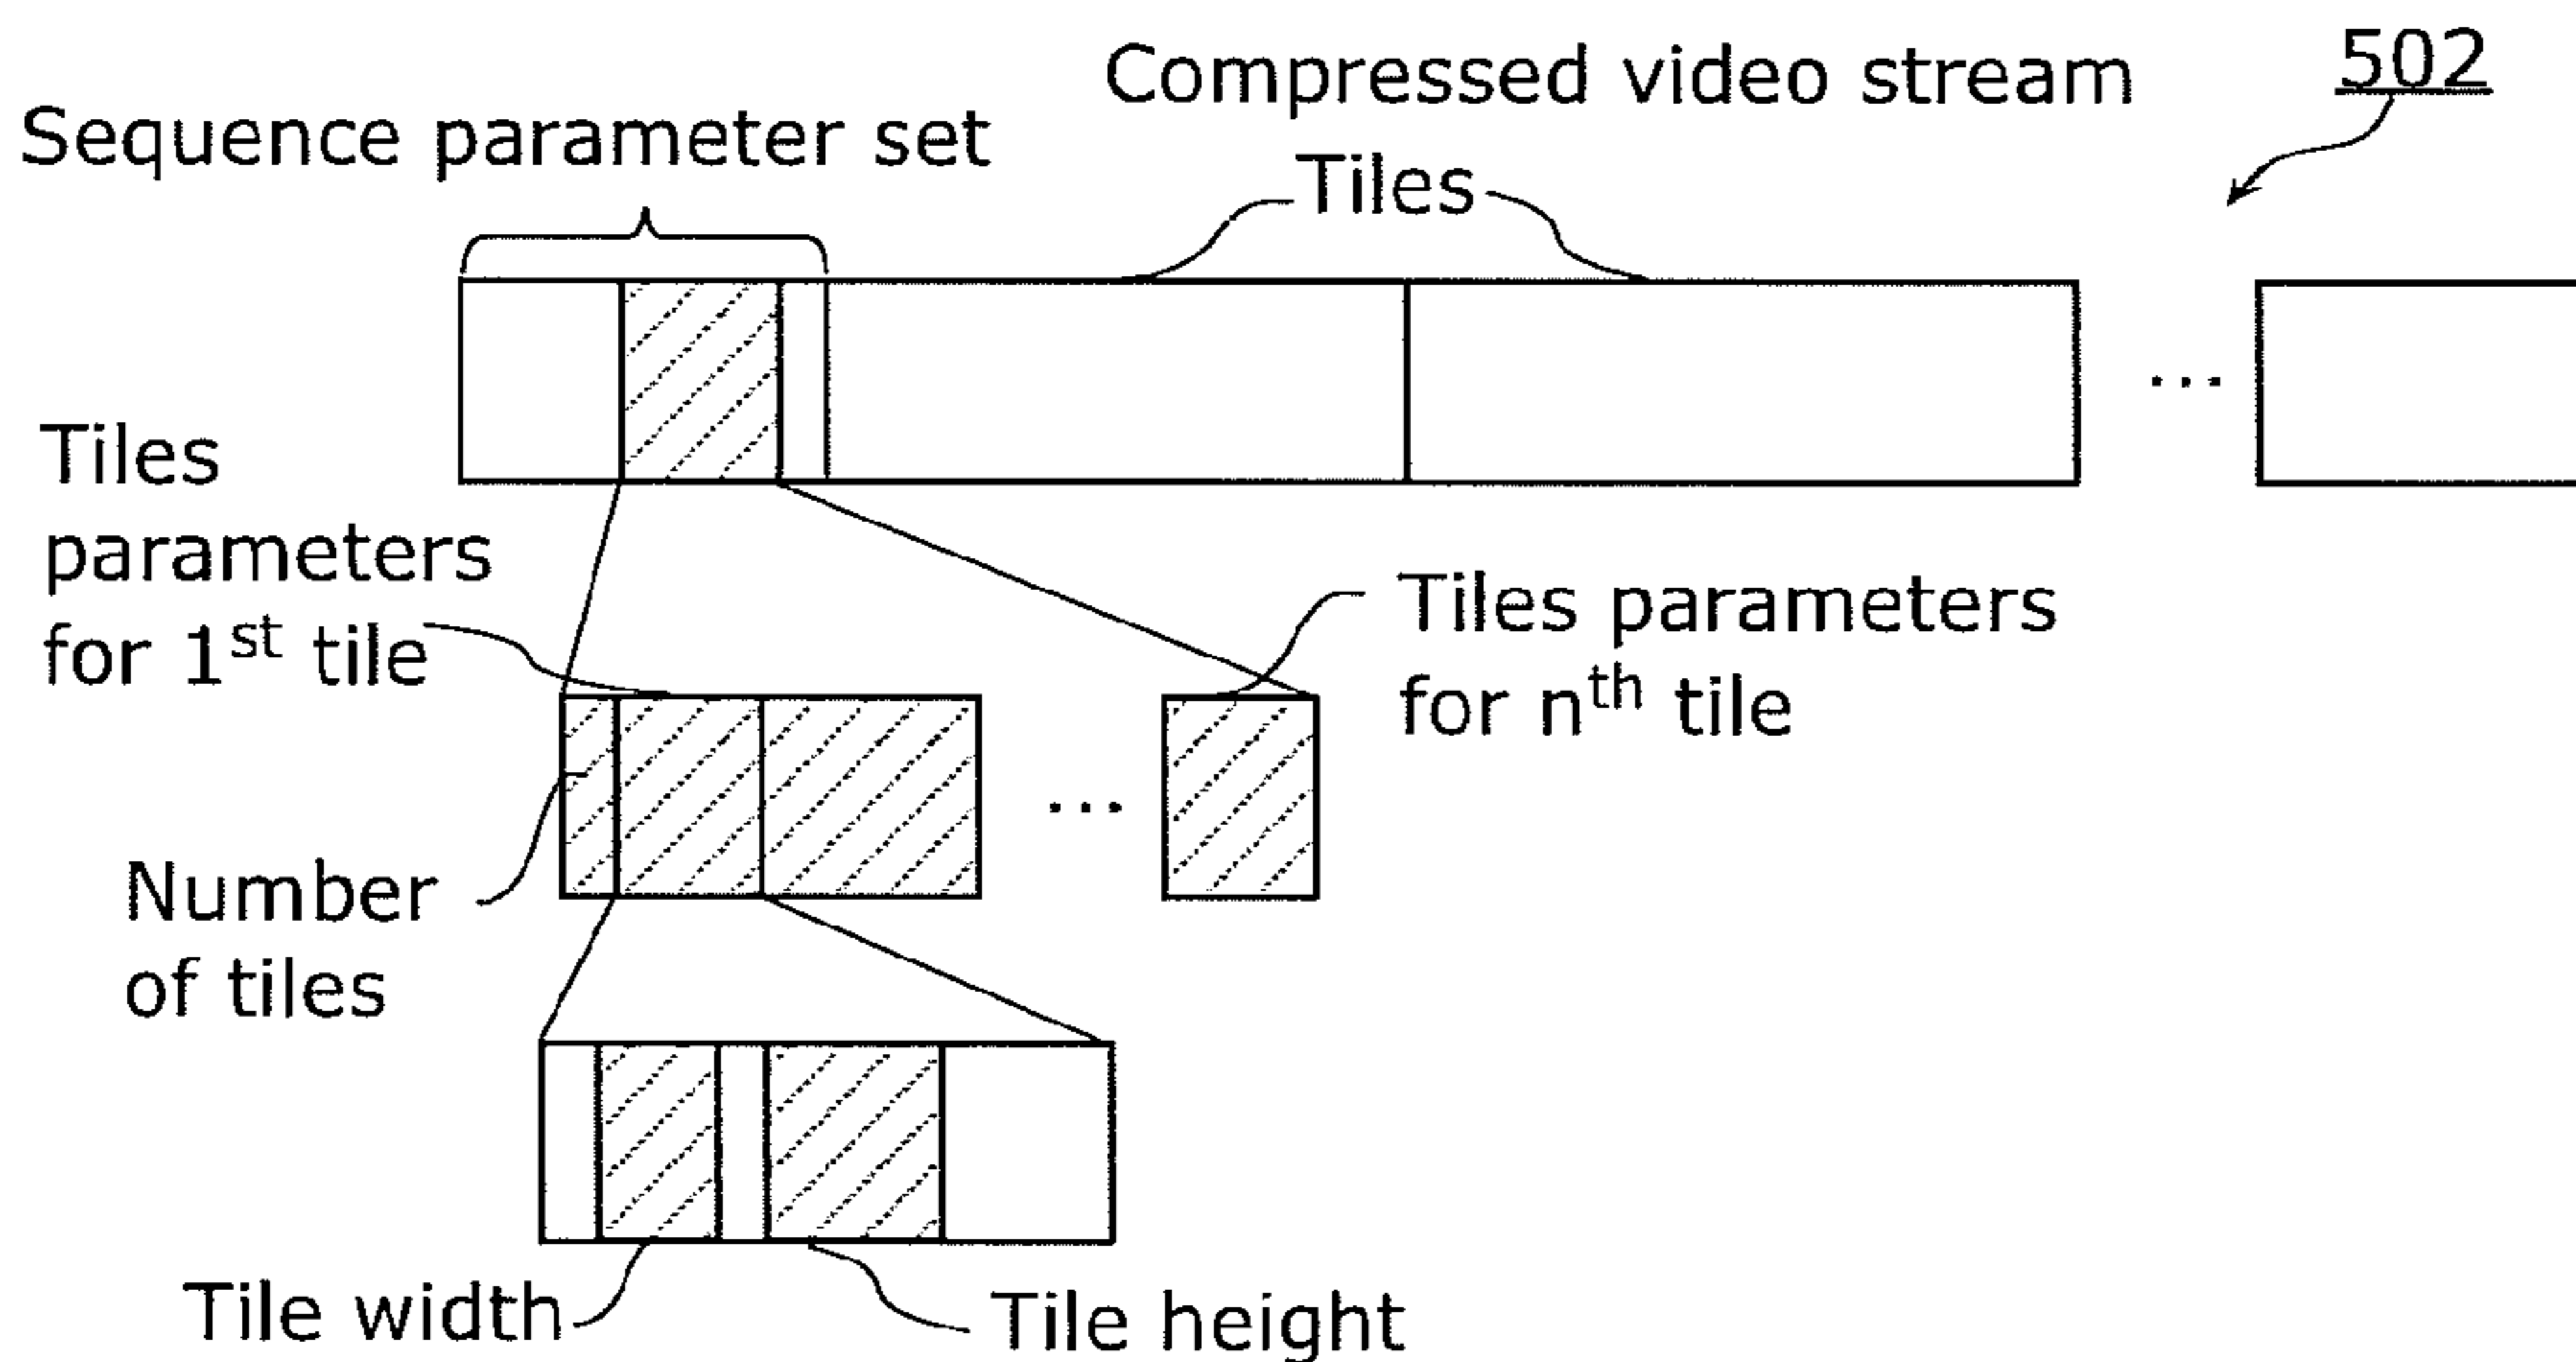 Compressed video stream
502
Sequence parameter set
Tiles
...
Tiles
parameters
for 1st tile
Tiles parameters
for nth tile
...
Number
of tiles
Tile width
Tile height